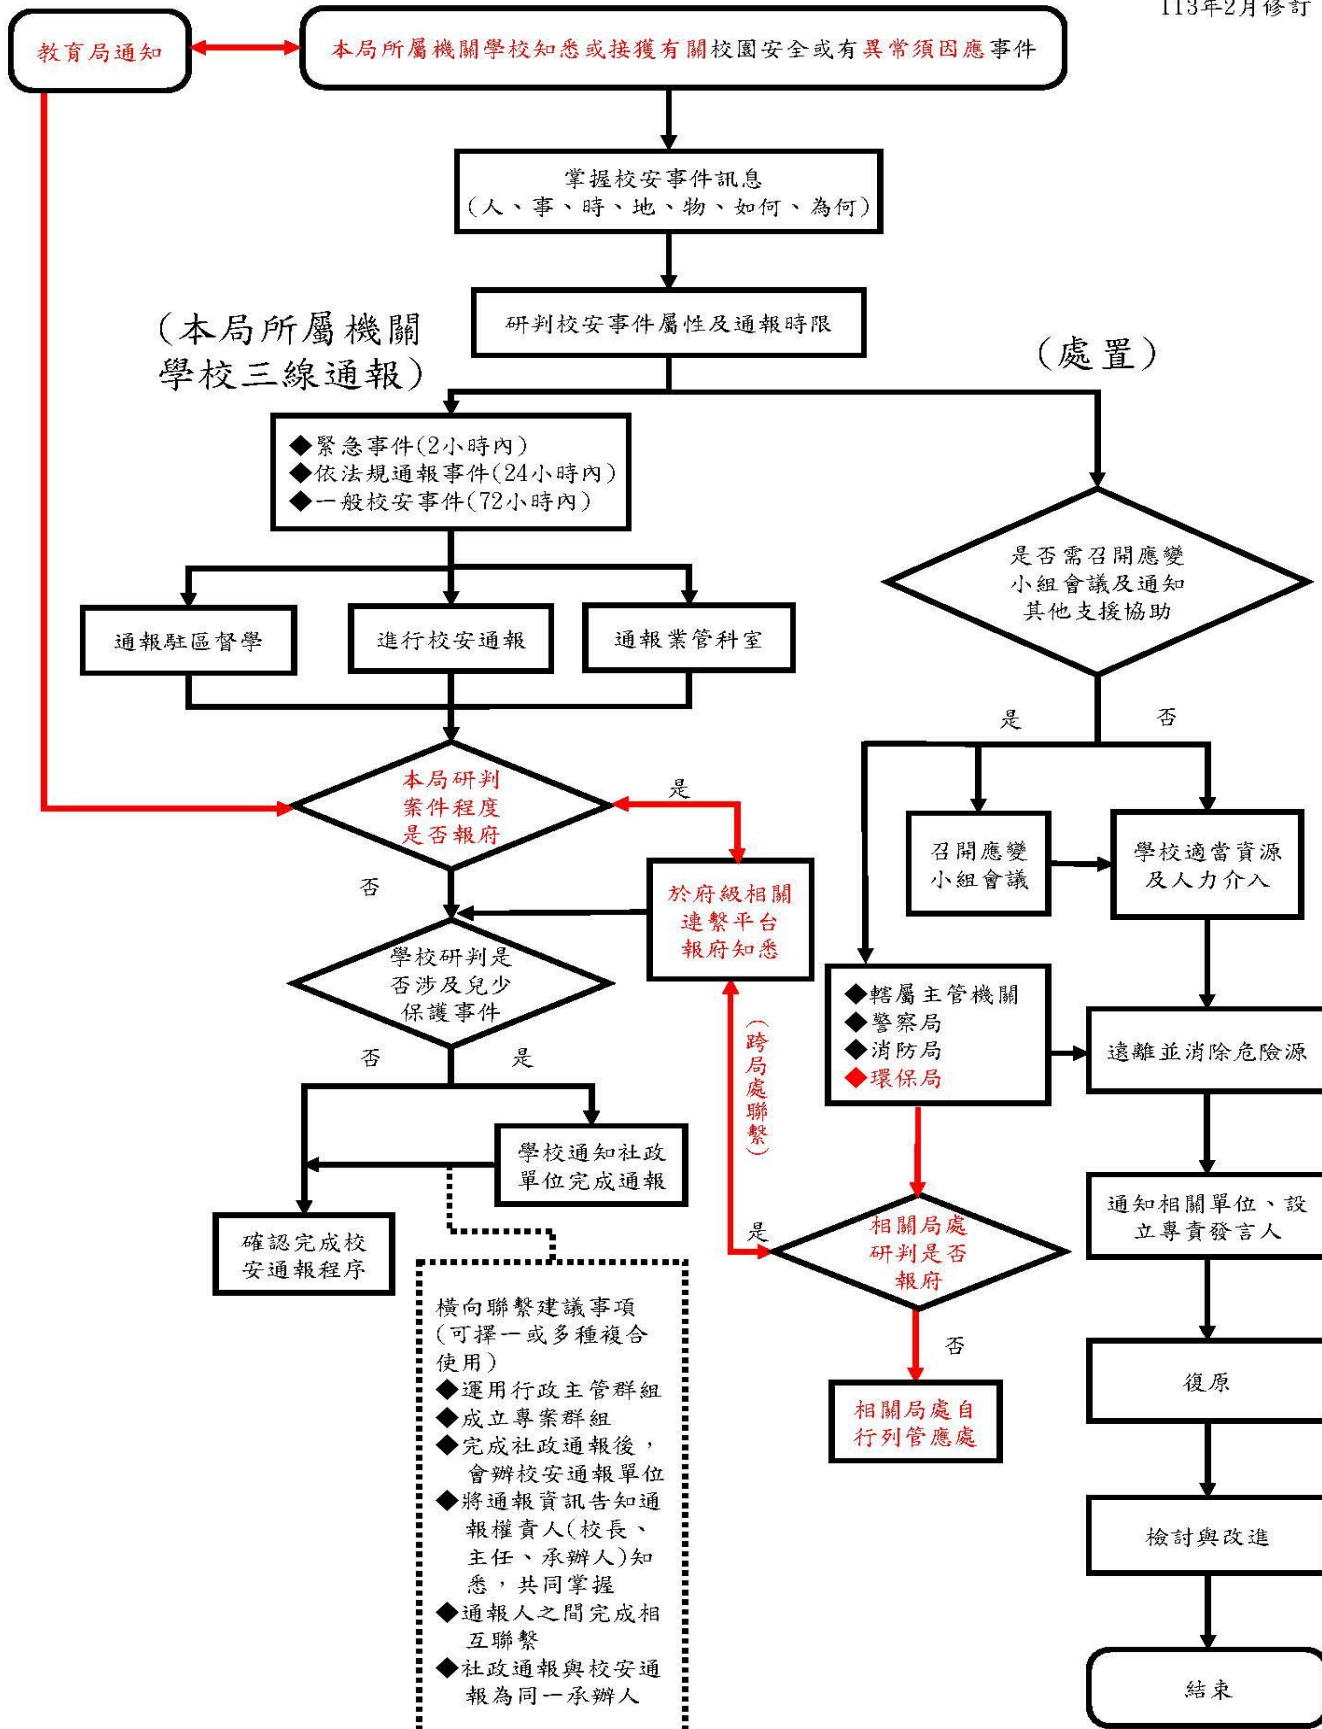 113年2月修訂
教育局通知
本局所屬機關學校知悉或接獲有關校園安全或有異常須因應事件
掌握校安事件訊息
(人、事、時、地、物、如何、為何)
研判校安事件屬性及通報時限
(本局所屬機關
學校三線通報)
(處置)
◆緊急事件(2小時內)
◆依法規通報事件(24小時內)
◆一般校安事件(72小時內)
是否需召開應變
小組會議及通知
其他支援協助
通報駐區督學
進行校安通報
通報業管科室
是
否
本局研判
案件程度
是否報府
是
否
召開應變
小組會議
學校適當資源
及人力介入
於府級相關
連繫平台
報府知悉
學校研判是
否涉及兒少
保護事件
否
是
(跨局處聯繫)
◆轄屬主管機關
◆警察局
◆消防局
◆環保局
遠離並消除危險源
學校通知社政
單位完成通報
通知相關單位、設
立專責發言人
確認完成校
安通報程序
是
相關局處
研判是否
報府
否
橫向聯繫建議事項
(可擇一或多種複合
使用)
◆運用行政主管群組
◆成立專案群組
◆完成社政通報後，
會辦校安通報單位
◆將通報資訊告知通
報權責人(校長、
主任、承辦人)知
悉，共同掌握
◆通報人之間完成相
互聯繫
◆社政通報與校安通
報為同一承辦人
相關局處自
行列管應處
復原
檢討與改進
結束